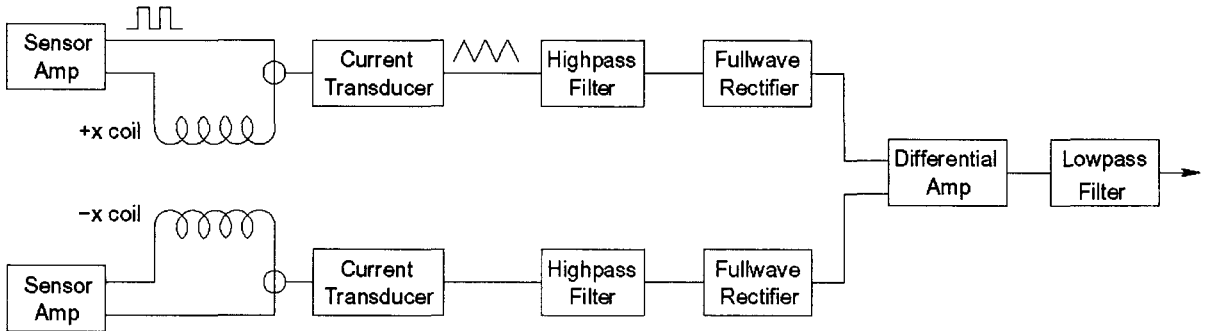 Sensor
Amp
+x coil
Current
Transducer
Highpass
Filter
Fullwave
Rectifier
Differential
Amp
Lowpass
Filter
−x coil
Sensor
Amp
Current
Transducer
Highpass
Filter
Fullwave
Rectifier